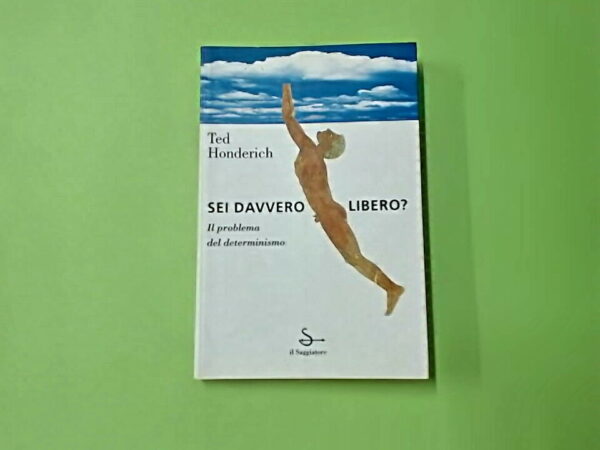 Ted
Honderich
SEI DAVVERO LIBERO?
Il problema
del determinismo
il Saggiatore